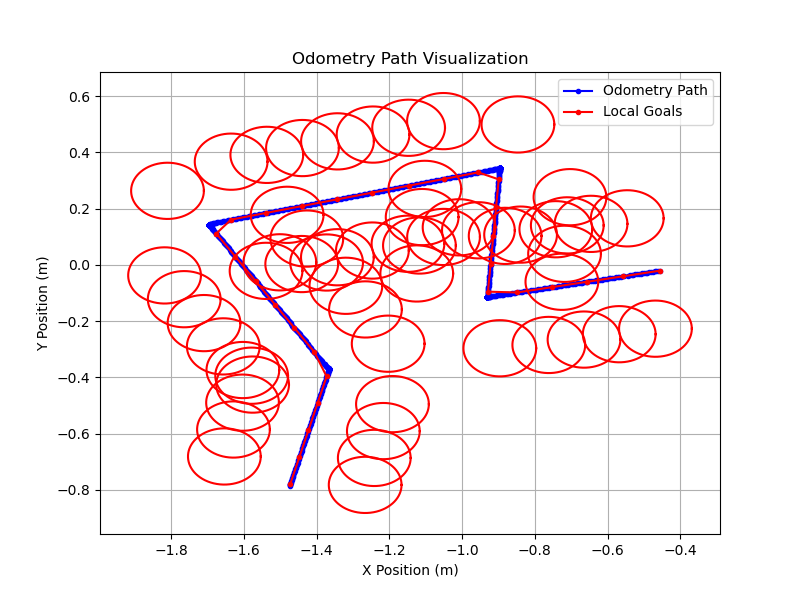 Odometry Path Visualization
Odometry Path
Local Goals
Y Position (m)
0.6
0.4
0.2
0.0
−0.2
−0.4
−0.6
−0.8
−1.8 −1.6 −1.4 −1.2 −1.0 −0.8 −0.6 −0.4
X Position (m)